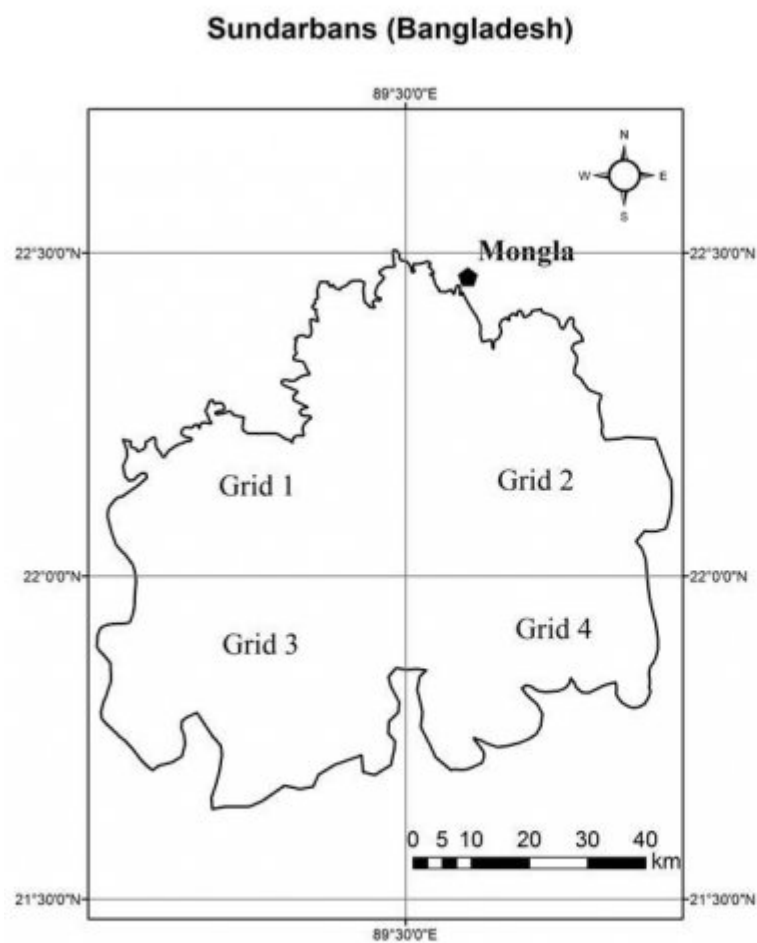 Sundarbans (Bangladesh)
89°30'0"E
N
W E
S
22°30'0"N 22°30'0"N
Mongla
Grid 1 Grid 2
22°0'0"N 22°0'0"N
Grid 3 Grid 4
0 5 10 20 30 40
km
21°30'0"N 21°30'0"N
89°30'0"E